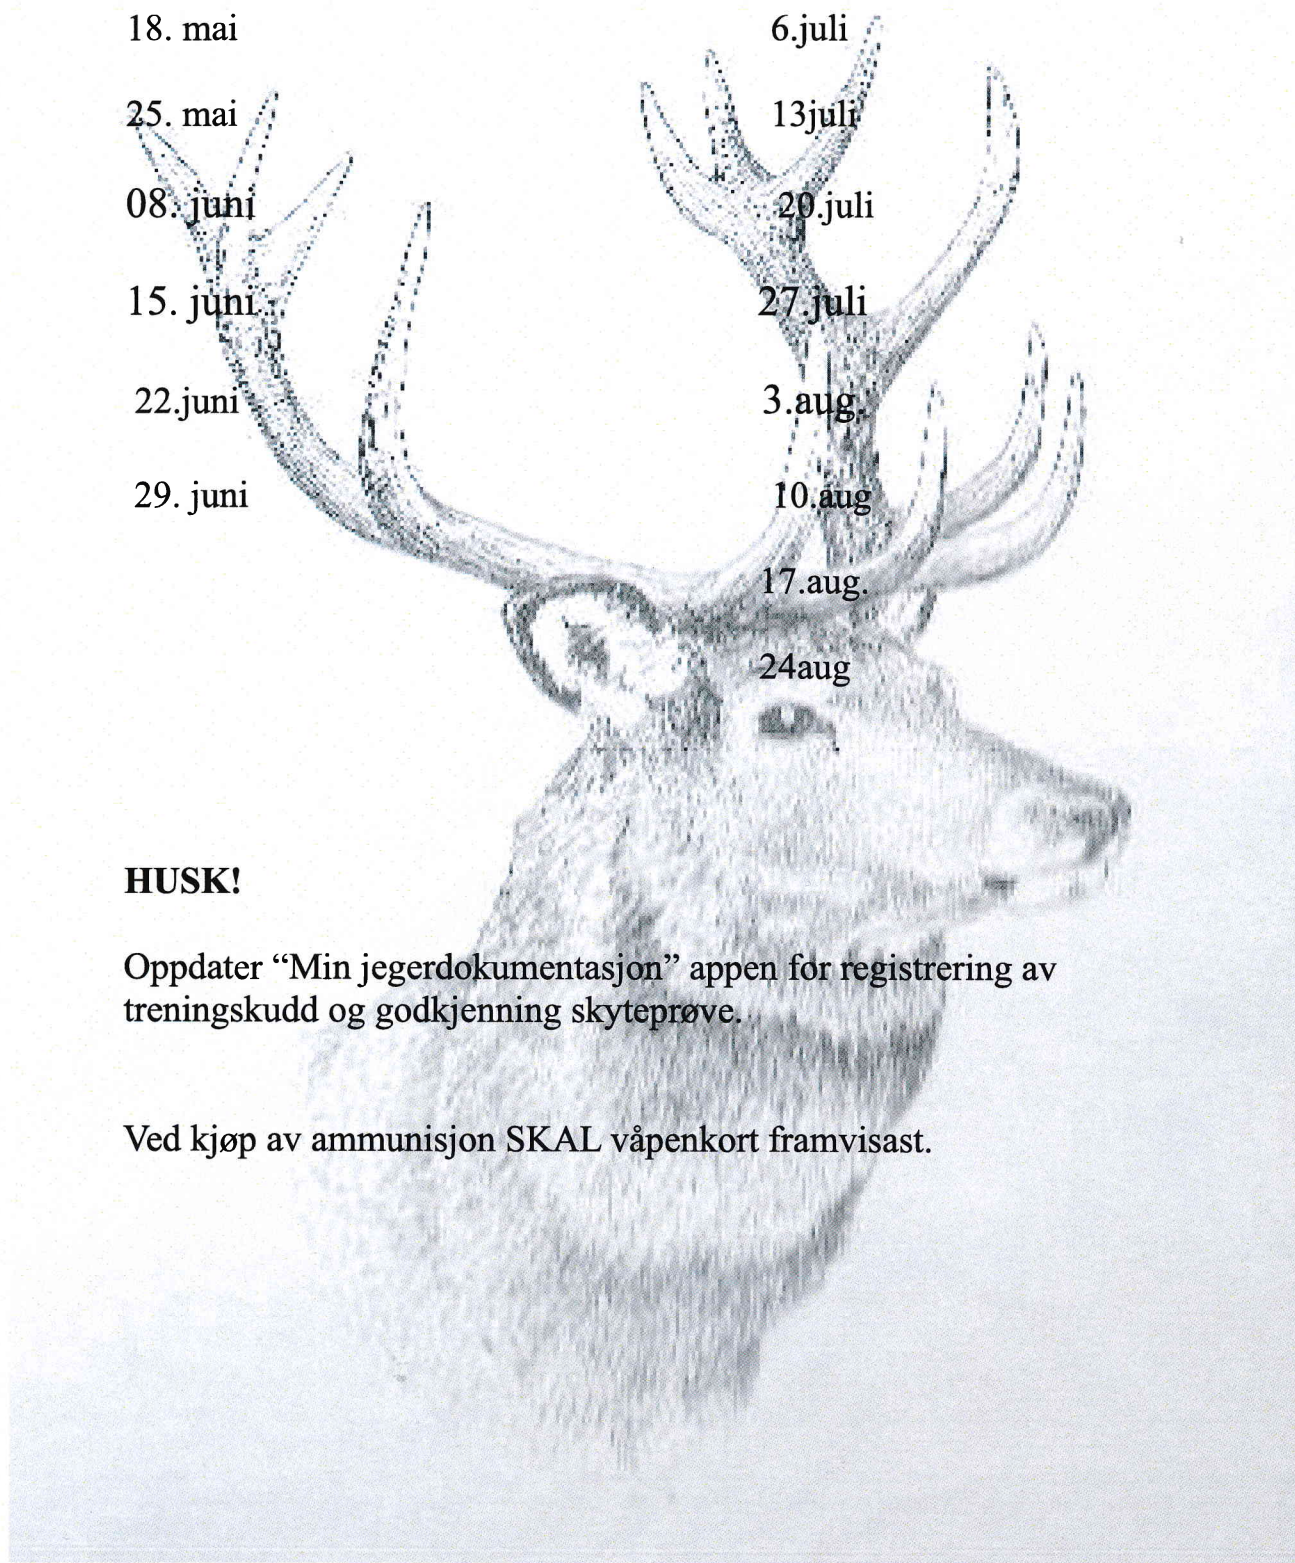 18. mai
25. mai
08. juni
15. juni
22.juni
29. juni
6.juli
13juli
20.juli
27.juli
3.aug.
10.aug
17.aug.
24aug
HUSK!
Oppdater “Min jegerdokumentasjon” appen for registrering av
treningskudd og godkjenning skyteprøve.
Ved kjøp av ammunisjon SKAL våpenkort framvisast.